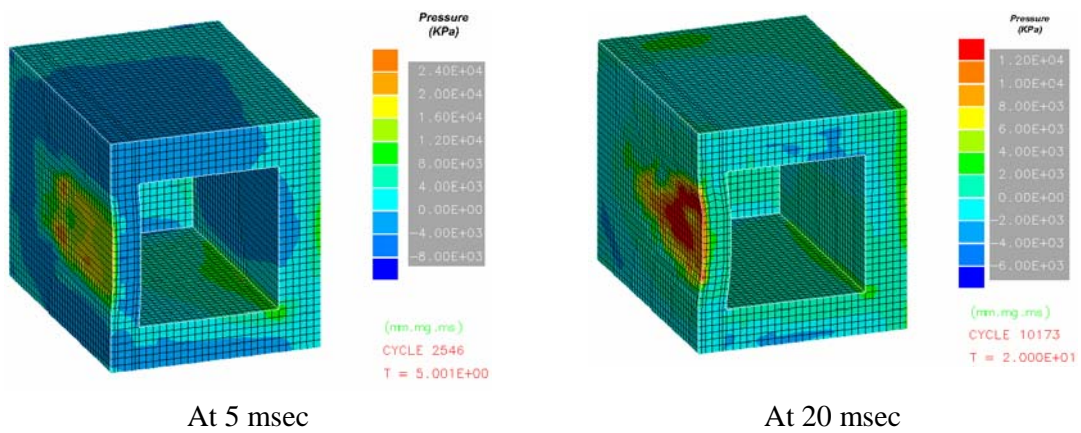 Pressure
(KPa)
2.40E+04
2.00E+04
1.60E+04
1.20E+04
8.00E+03
4.00E+03
0.00E+00
-4.00E+03
-8.00E+03
(mm.mg.ms)
CYCLE 2546
T = 5.001E+00
At 5 msec
Pressure
(KPa)
1.20E+04
1.00E+04
8.00E+03
6.00E+03
4.00E+03
2.00E+03
0.00E+00
-2.00E+03
-4.00E+03
-6.00E+03
(mm.mg.ms)
CYCLE 10173
T = 2.000E+01
At 20 msec